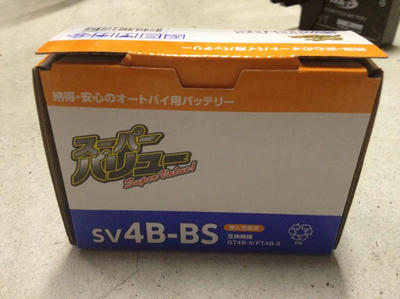 納得・安心のオートバイ用バッテリー
スーパー
バリュー
Super Value!
SV4B-BS
互換機種
GT4B-5/FT4B-5
Pb